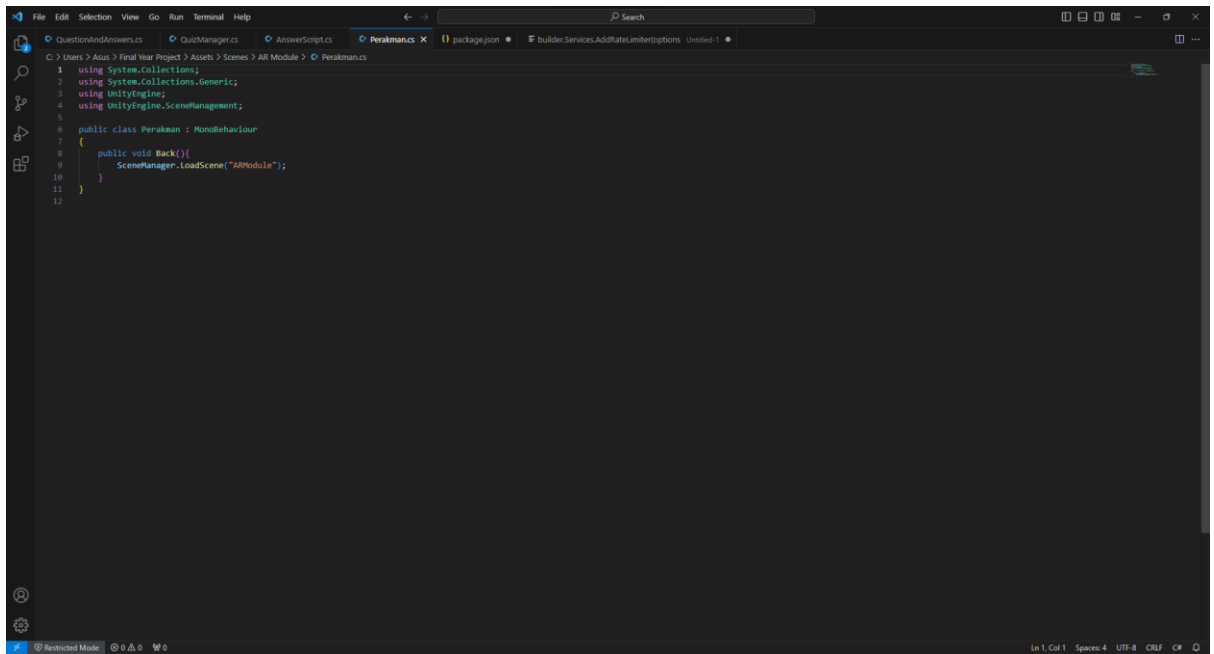 File Edit Selection View Go Run Terminal Help
Search
QuestionAndAnswers.cs QuizManager.cs AnswerScript.cs Perakman.cs package.json builder.Services.AddRateLimiter(options Untitled-1
C: > Users > Asus > Final Year Project > Assets > Scenes > AR Module > Perakman.cs
1 using System.Collections;
2 using System.Collections.Generic;
3 using UnityEngine;
4 using UnityEngine.SceneManagement;
5
6 public class Perakman : MonoBehaviour
7 {
8 public void Back(){
9 SceneManager.LoadScene("ARModule");
10 }
11 }
12
Restricted Mode 0 0 0 Ln 1, Col 1 Spaces: 4 UTF-8 CRLF C#